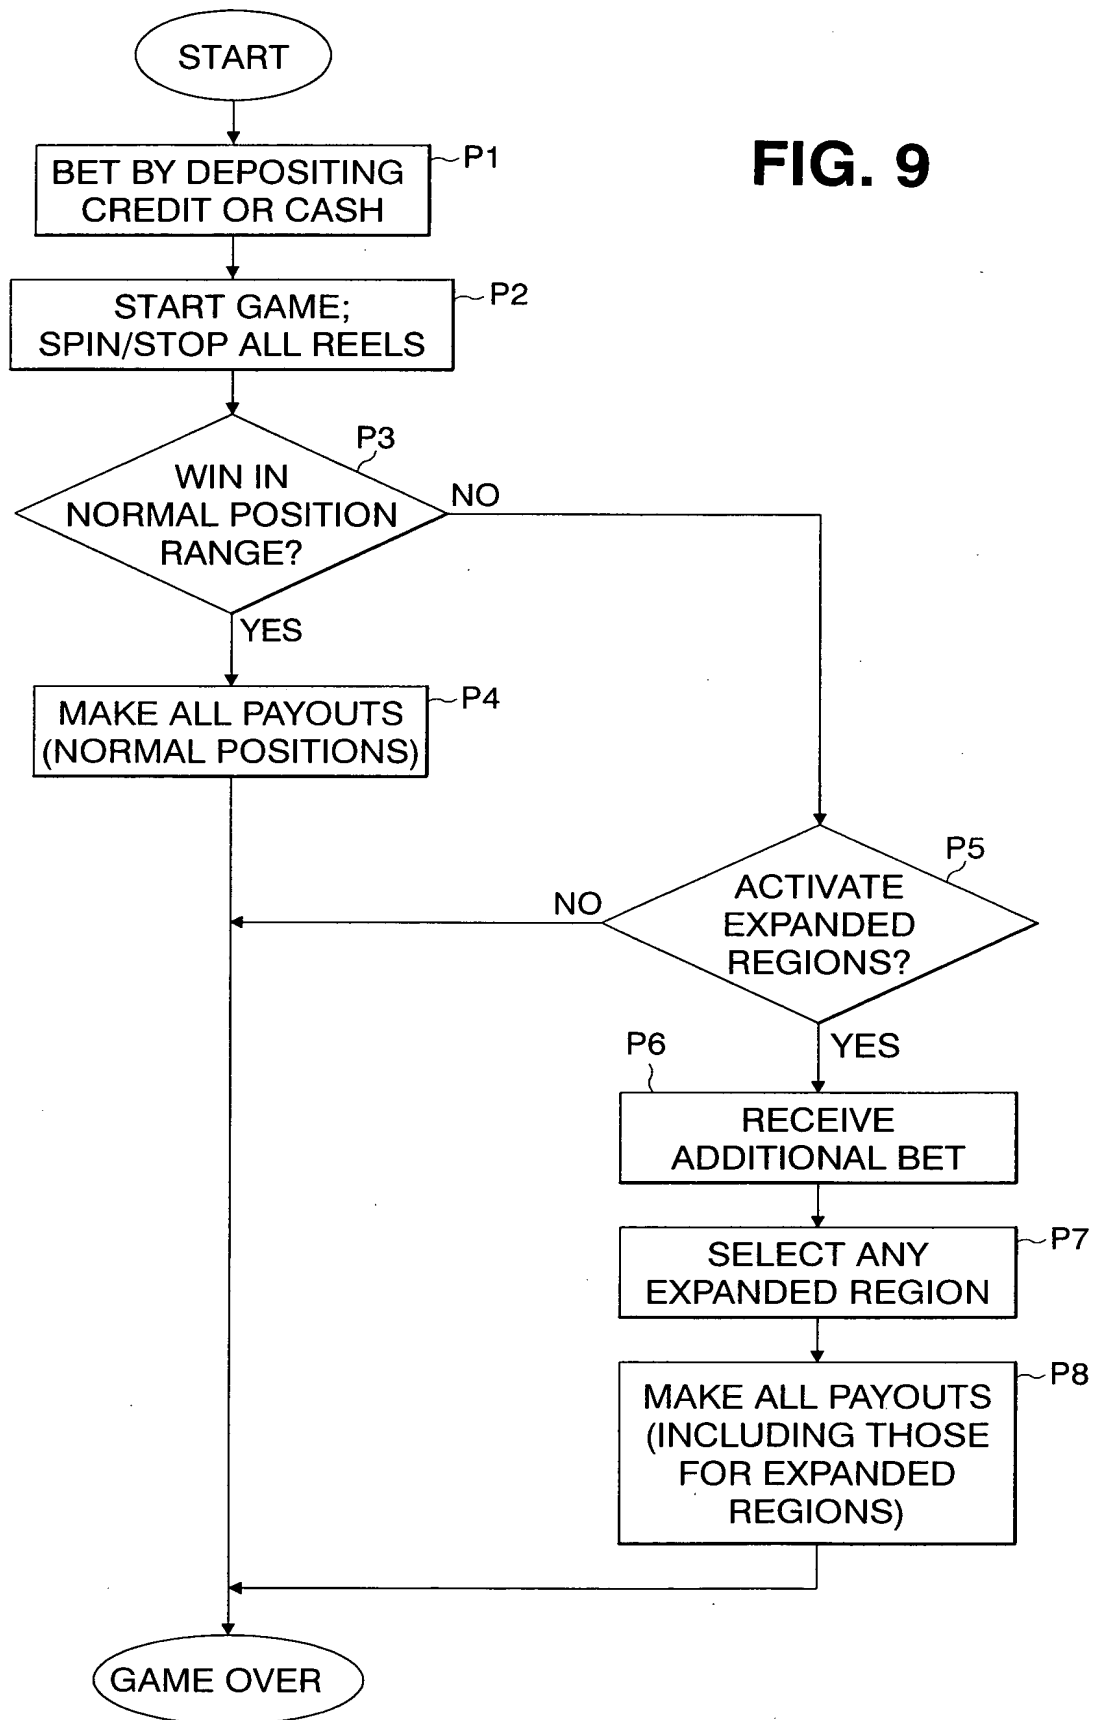 START
FIG. 9
P1
BET BY DEPOSITING
CREDIT OR CASH
P2
START GAME;
SPIN/STOP ALL REELS
P3
WIN IN
NORMAL POSITION
RANGE?
NO
YES
P4
MAKE ALL PAYOUTS
(NORMAL POSITIONS)
P5
ACTIVATE
EXPANDED
REGIONS?
NO
YES
P6
RECEIVE
ADDITIONAL BET
P7
SELECT ANY
EXPANDED REGION
P8
MAKE ALL PAYOUTS
(INCLUDING THOSE
FOR EXPANDED
REGIONS)
GAME OVER